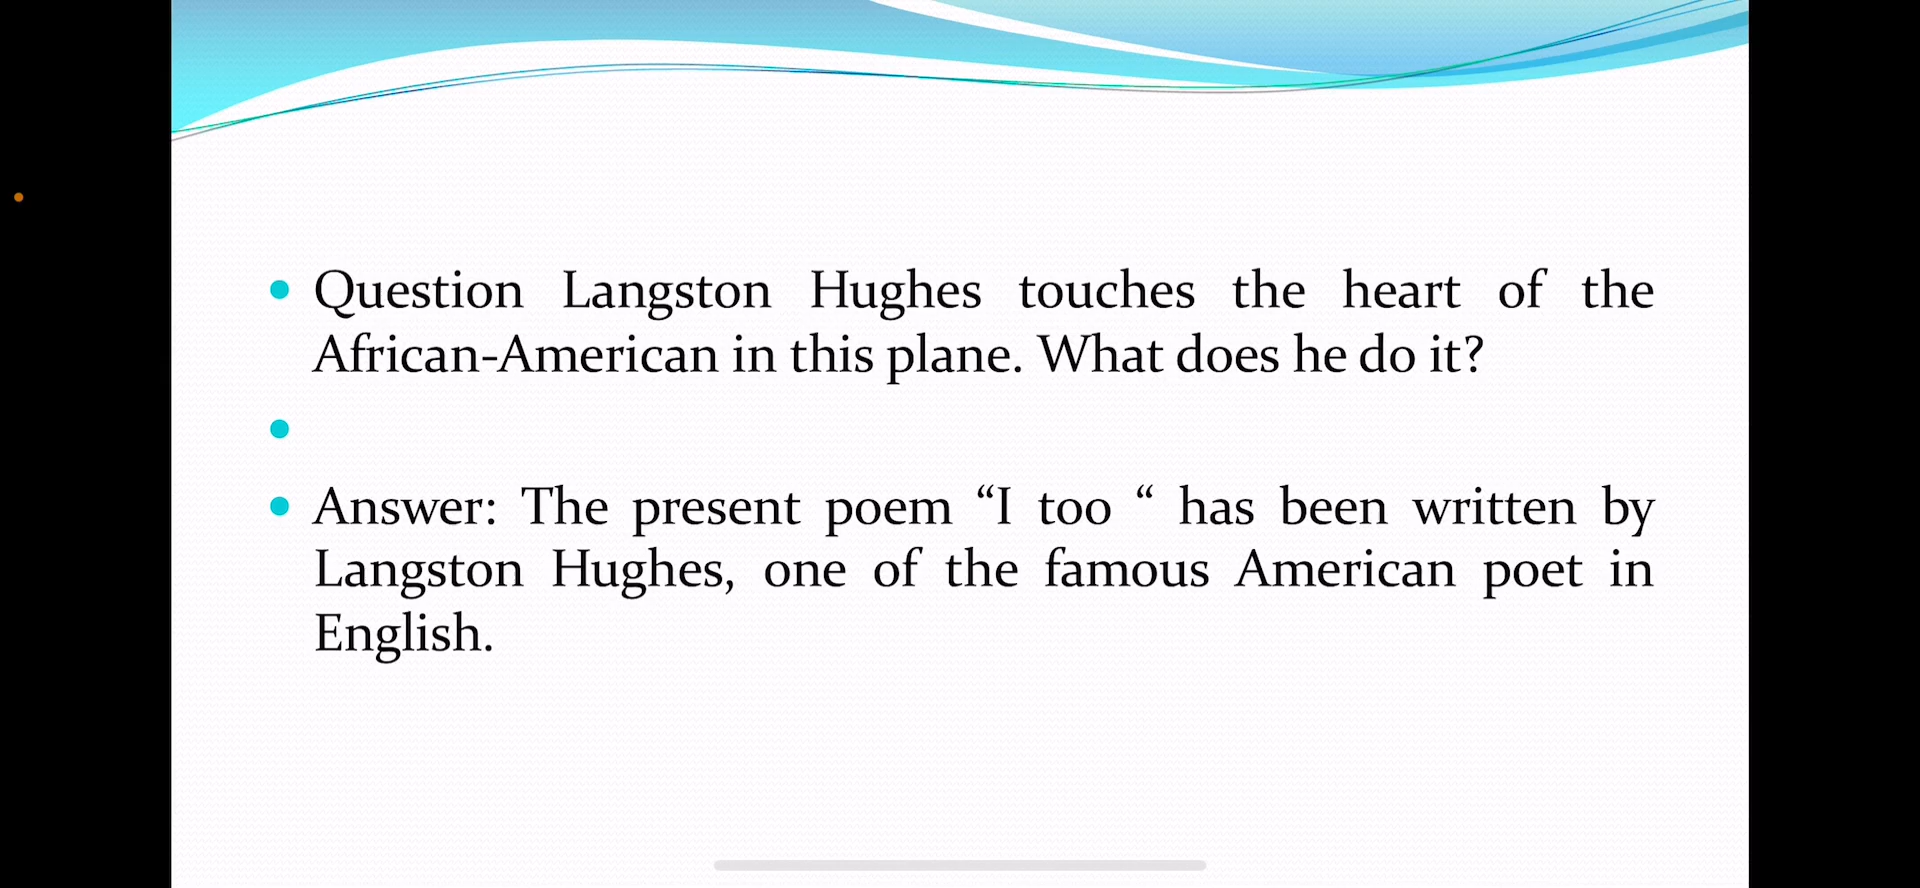 Question Langston Hughes touches the heart of the
African-American in this plane. What does he do it?
Answer: The present poem “I too “ has been written by
Langston Hughes, one of the famous American poet in
English.